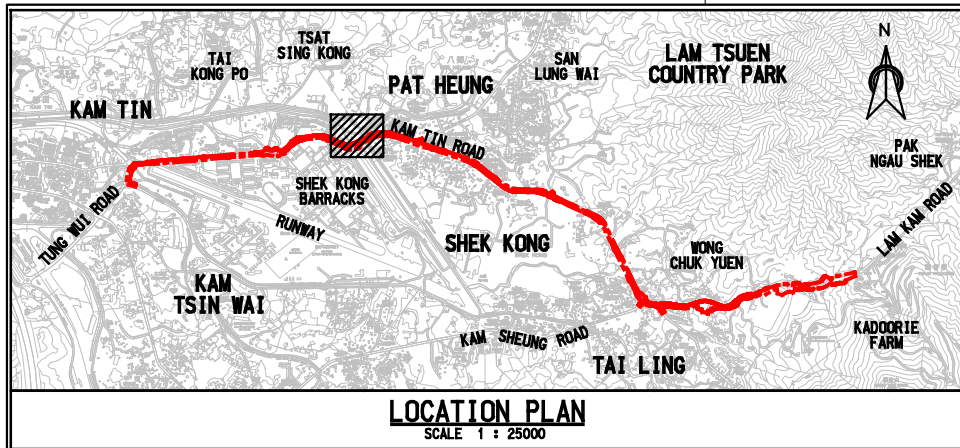 TSAT
SING KONG
TAI
KONG PO
SAN
LUNG WAI
LAM TSUEN
COUNTRY PARK
N
PAT HEUNG
KAM TIN
KAM TIN ROAD
PAK
NGAU SHEK
SHEK KONG
BARRACKS
TUNG WUI ROAD
RUNWAY
SHEK KONG
WONG
CHUK YUEN
LAM KAM ROAD
KAM
TSIN WAI
KAM SHEUNG ROAD
KADOORIE
FARM
TAI LING
LOCATION PLAN
SCALE 1 : 25000